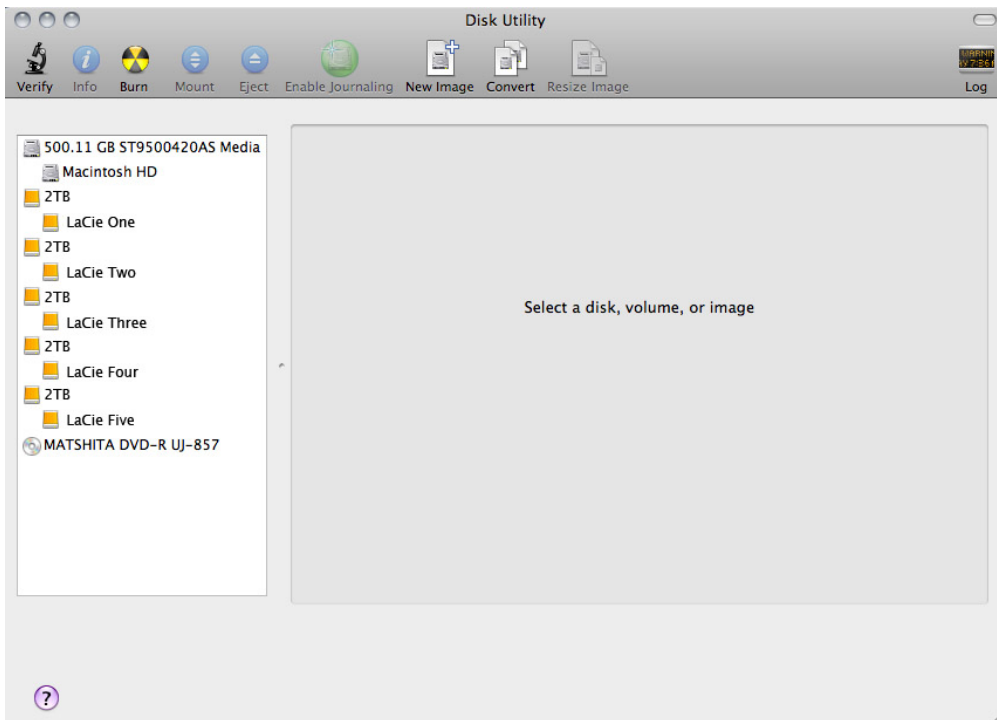 Disk Utility
Verify Info Burn Mount Eject Enable Journaling New Image Convert Resize Image Log
500.11 GB ST9500420AS Media
Macintosh HD
2TB
LaCie One
2TB
LaCie Two
2TB
LaCie Three
2TB
LaCie Four
2TB
LaCie Five
MATSHITA DVD-R UJ-857
Select a disk, volume, or image
?